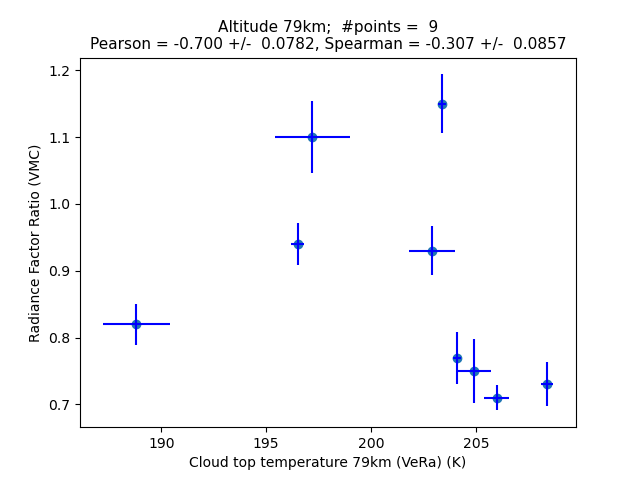 Altitude 79km;  #points =  9
Pearson = -0.700 +/-  0.0782, Spearman = -0.307 +/-  0.0857
1.2
1.1
1.0
0.9
0.8
0.7
Radiance Factor Ratio (VMC)
190
195
200
205
Cloud top temperature 79km (VeRa) (K)